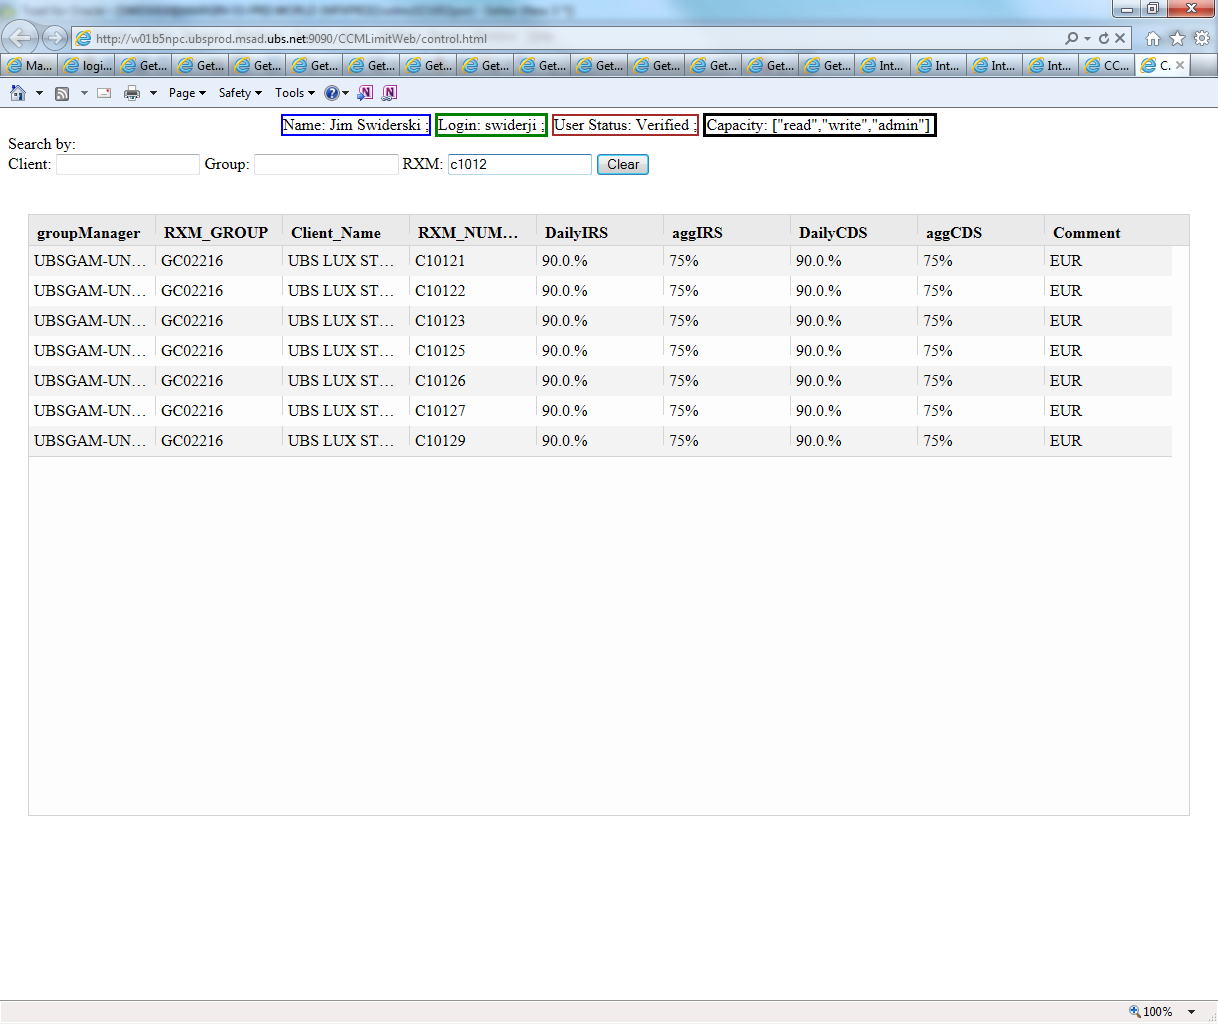 http://w01b5npc.ubsprod.msad.ubs.net:9090/CCMLimitWeb/control.html
Ma... logi... Get... Get... Get... Get... Get... Get... Get... Get... Get... Get... Get... Get... Get... Int... Int... Int... Int... CC... C.
Page Safety Tools
Name: Jim Swiderski ; Login: swiderji ; User Status: Verified ; Capacity: ["read","write","admin"]
Search by:
Client: Group: RXM: c1012 Clear
groupManager RXM_GROUP Client_Name RXM_NUM... DailyIRS aggIRS DailyCDS aggCDS Comment
UBSGAM-UN... GC02216 UBS LUX ST... C10121 90.0.% 75% 90.0.% 75% EUR
UBSGAM-UN... GC02216 UBS LUX ST... C10122 90.0.% 75% 90.0.% 75% EUR
UBSGAM-UN... GC02216 UBS LUX ST... C10123 90.0.% 75% 90.0.% 75% EUR
UBSGAM-UN... GC02216 UBS LUX ST... C10125 90.0.% 75% 90.0.% 75% EUR
UBSGAM-UN... GC02216 UBS LUX ST... C10126 90.0.% 75% 90.0.% 75% EUR
UBSGAM-UN... GC02216 UBS LUX ST... C10127 90.0.% 75% 90.0.% 75% EUR
UBSGAM-UN... GC02216 UBS LUX ST... C10129 90.0.% 75% 90.0.% 75% EUR
100%